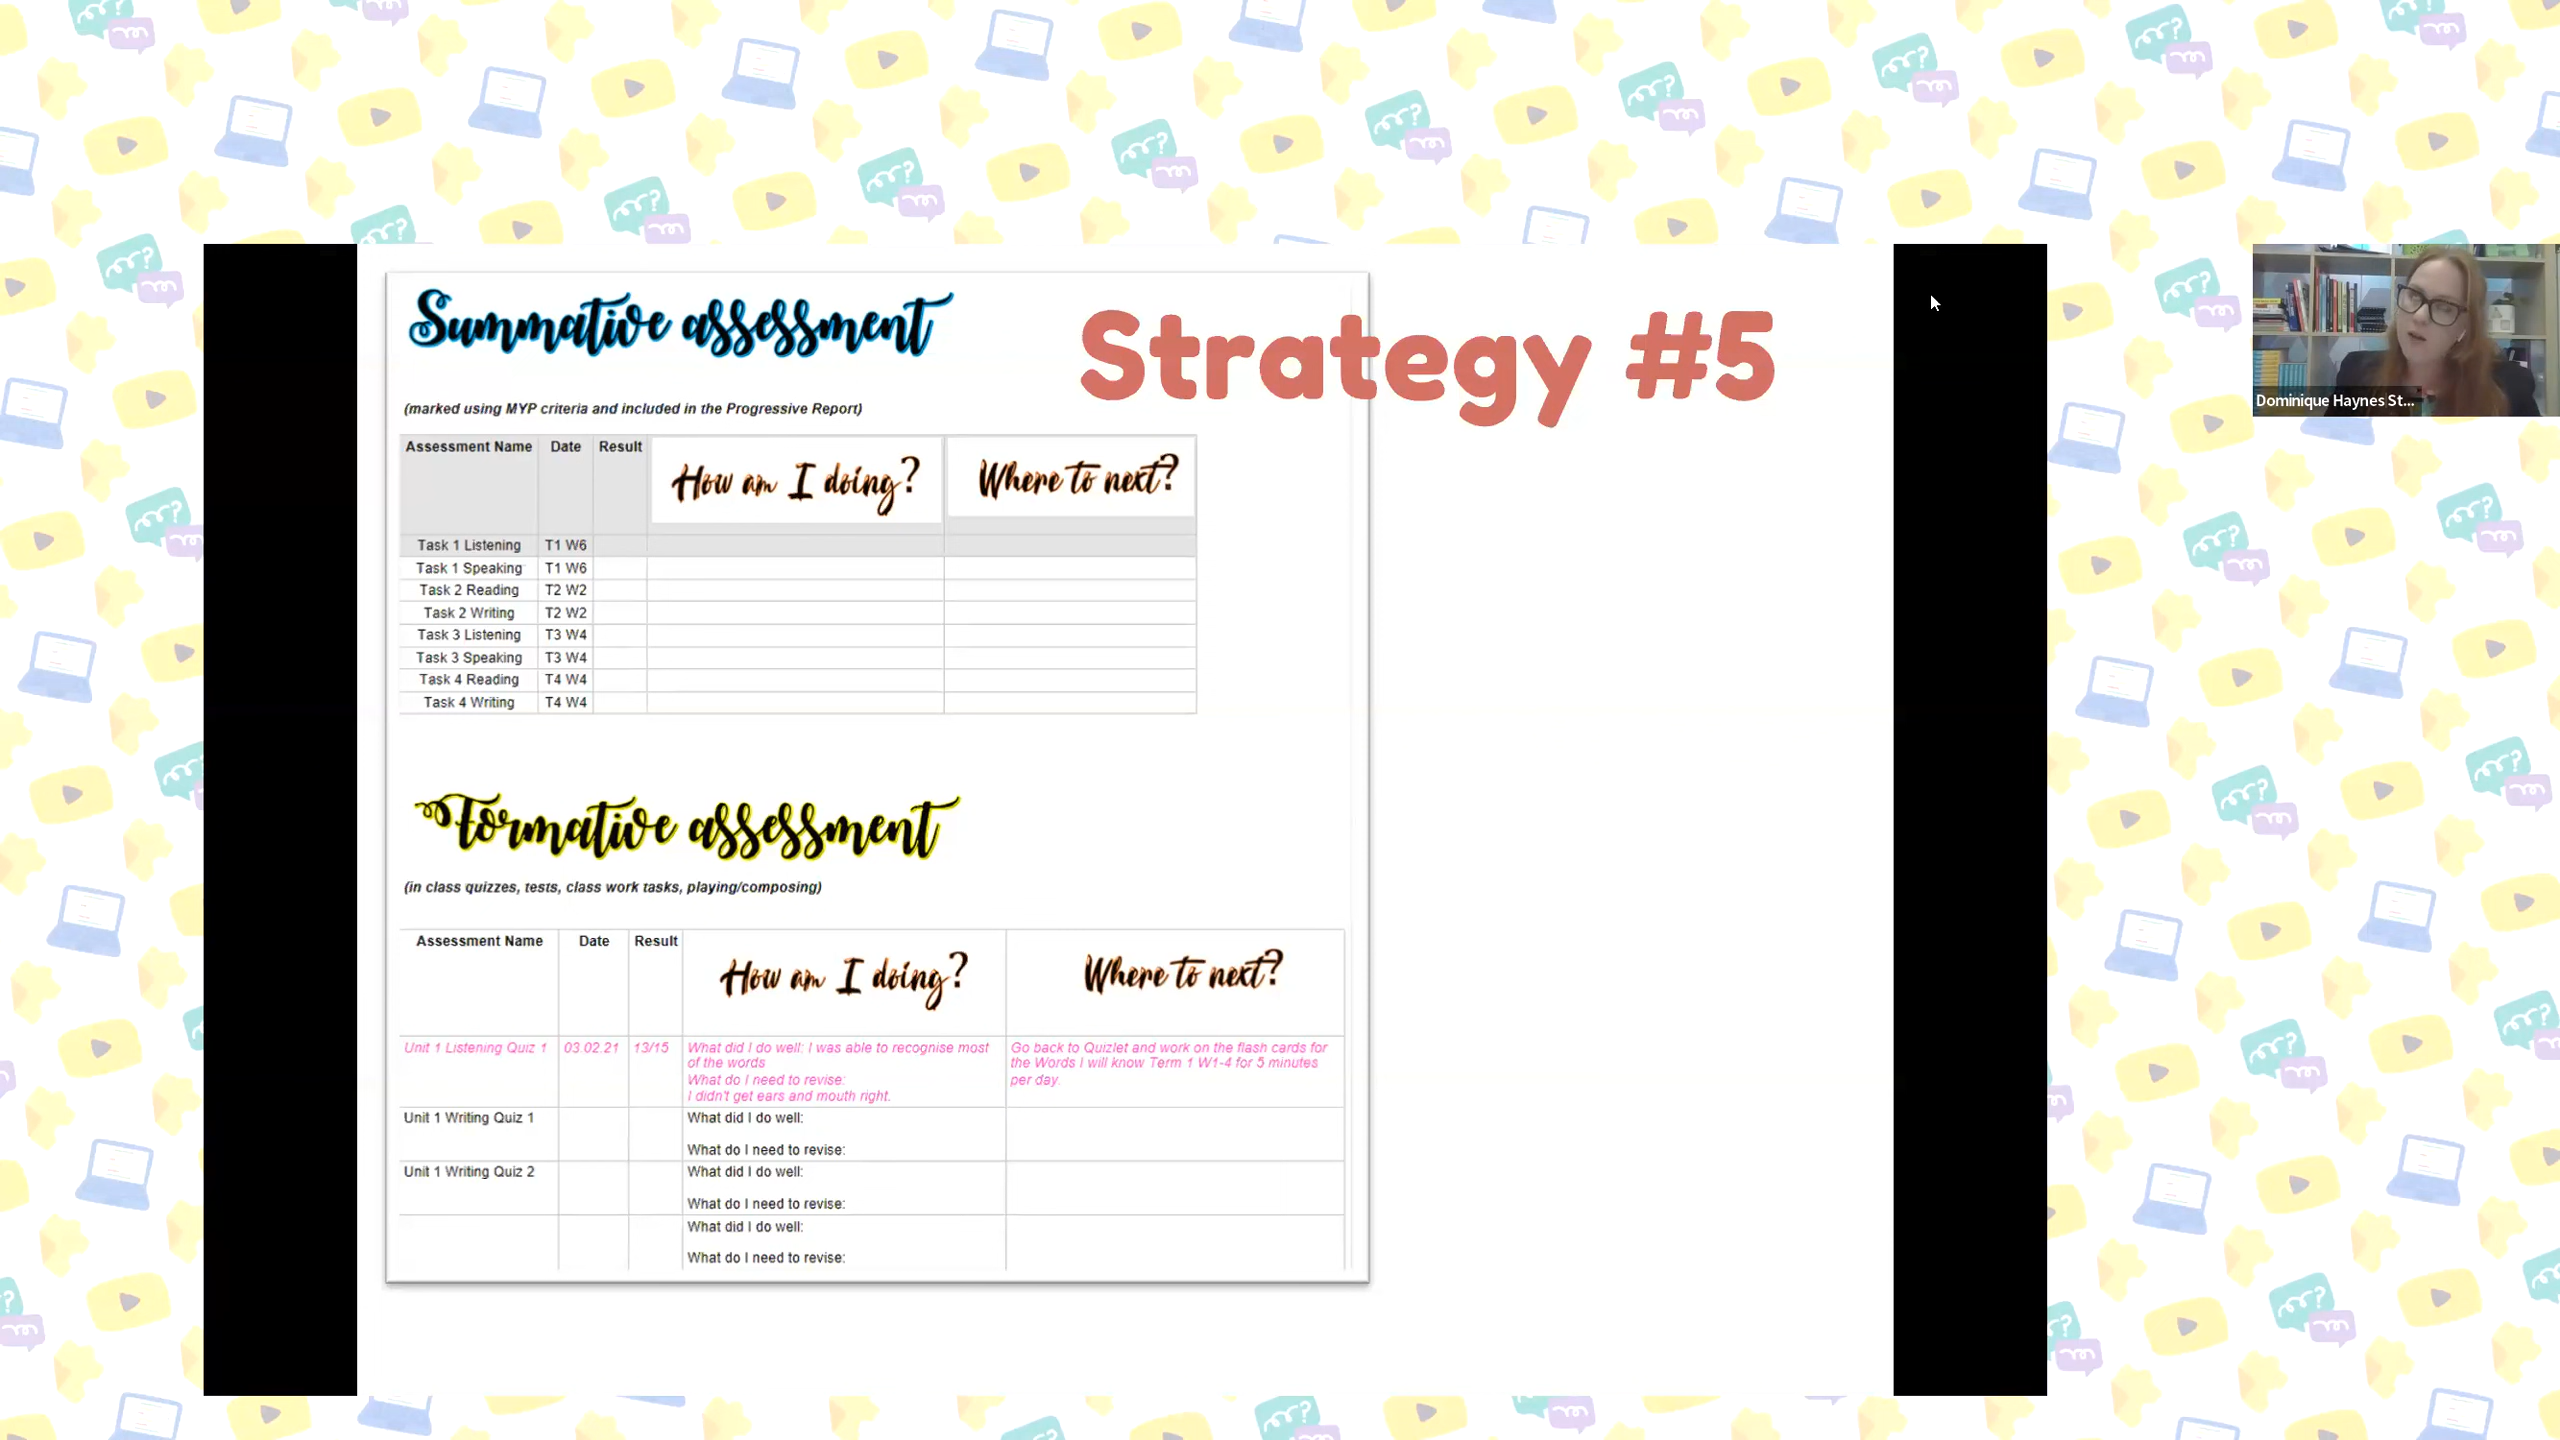 Summative assessment
Strategy #5
(marked using MYP criteria and included in the Progressive Report)
Assessment Name Date Result How am I doing? Where to next?
Task 1 Listening T1 W6
Task 1 Speaking T1 W6
Task 2 Reading T2 W2
Task 2 Writing T2 W2
Task 3 Listening T3 W4
Task 3 Speaking T3 W4
Task 4 Reading T4 W4
Task 4 Writing T4 W4
Formative assessment
(in class quizzes, tests, class work tasks, playing/composing)
Assessment Name Date Result How am I doing? Where to next?
Unit 1 Listening Quiz 1 03.02.21 13/15
What did I do well: I was able to recognise most
of the words
What do I need to revise:
I didn't get ears and mouth right.
Go back to Quizlet and work on the flash cards for
the Words I will know Term 1 W1-4 for 5 minutes
per day.
Unit 1 Writing Quiz 1
What did I do well:
What do I need to revise:
Unit 1 Writing Quiz 2
What did I do well:
What do I need to revise:
What did I do well:
What do I need to revise:
Dominique Haynes St...